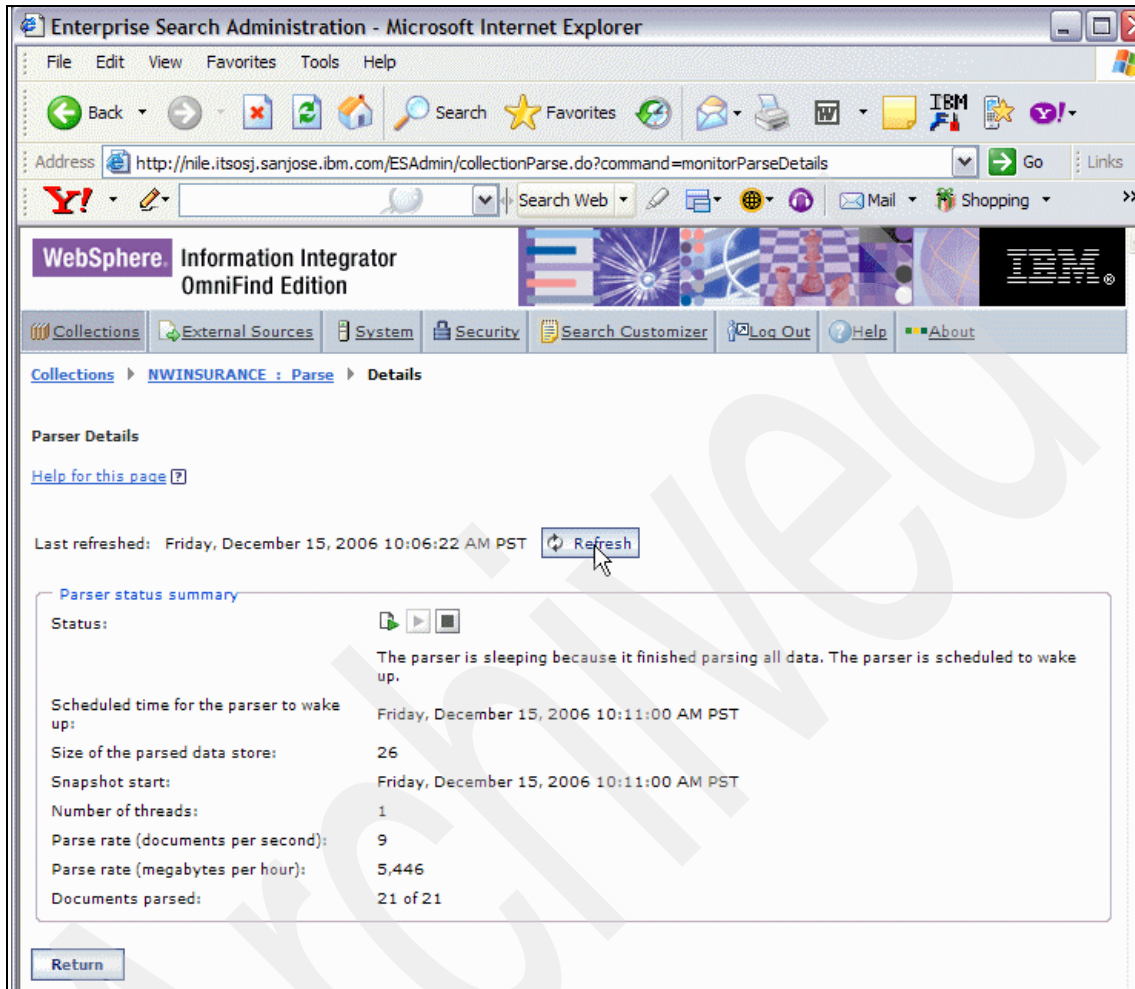 Enterprise Search Administration - Microsoft Internet Explorer
File Edit View Favorites Tools Help
Back Search Favorites IBM
Address http://nile.itsosj.sanjose.ibm.com/ESAdmin/collectionParse.do?command=monitorParseDetails Go Links
Y! Search Web Mail Shopping
WebSphere. Information Integrator
OmniFind Edition
IBM®
Collections External Sources System Security Search Customizer Log Out Help About
Collections NWINSURANCE : Parse Details
Parser Details
Help for this page ?
Last refreshed: Friday, December 15, 2006 10:06:22 AM PST Refresh
Parser status summary
Status:
The parser is sleeping because it finished parsing all data. The parser is scheduled to wake
up.
Scheduled time for the parser to wake
up: Friday, December 15, 2006 10:11:00 AM PST
Size of the parsed data store: 26
Snapshot start: Friday, December 15, 2006 10:11:00 AM PST
Number of threads: 1
Parse rate (documents per second): 9
Parse rate (megabytes per hour): 5,446
Documents parsed: 21 of 21
Return
Archived